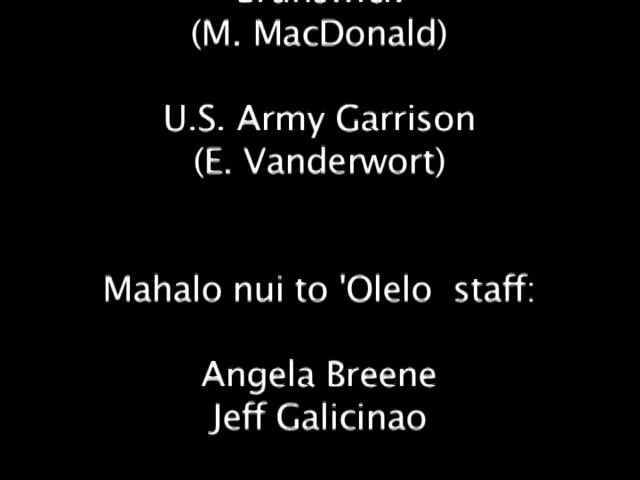 (M. MacDonald)
U.S. Army Garrison
(E. Vanderwort)
Mahalo nui to 'Olelo  staff:
Angela Breene
Jeff Galicinao